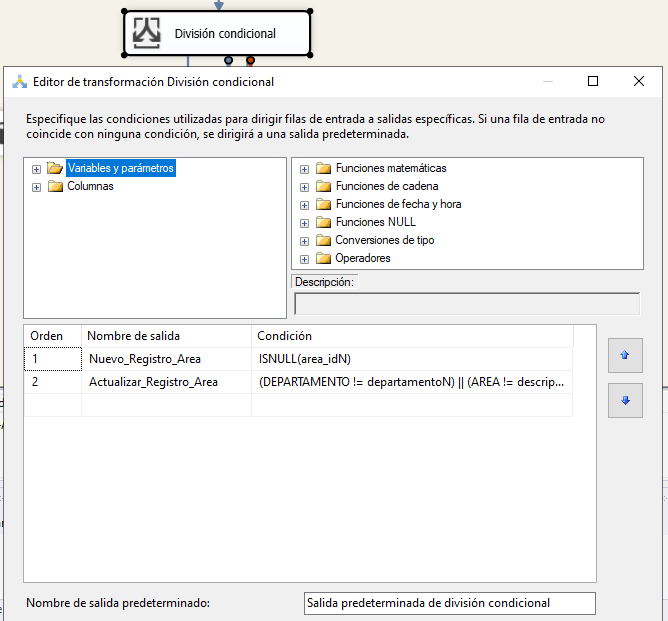 División condicional
Editor de transformación División condicional
Especifique las condiciones utilizadas para dirigir filas de entrada a salidas específicas. Si una fila de entrada no
coincide con ninguna condición, se dirigirá a una salida predeterminada.
Variables y parámetros
Columnas
Funciones matemáticas
Funciones de cadena
Funciones de fecha y hora
Funciones NULL
Conversiones de tipo
Operadores
Descripción:
Orden Nombre de salida Condición
1 Nuevo_Registro_Area ISNULL(area_idN)
2 Actualizar_Registro_Area (DEPARTAMENTO != departamentoN) || (AREA != descrip...
Nombre de salida predeterminado: Salida predeterminada de división condicional